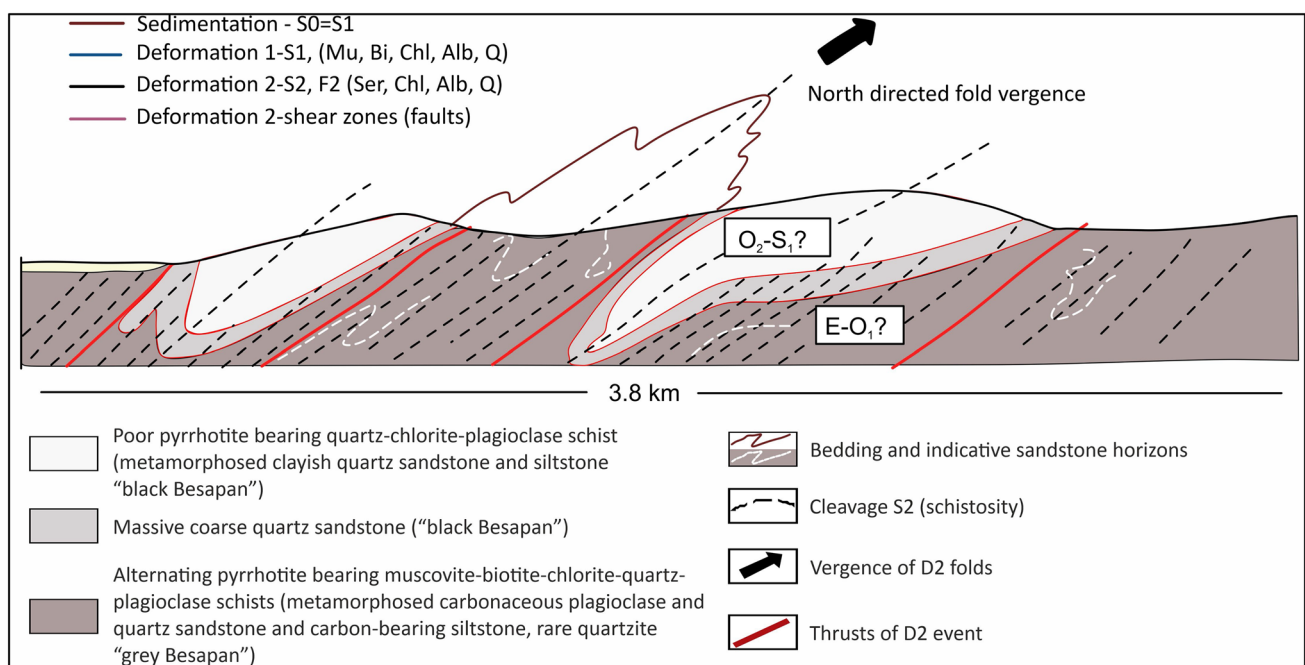 Sedimentation - S0=S1
Deformation 1-S1, (Mu, Bi, Chl, Alb, Q)
Deformation 2-S2, F2 (Ser, Chl, Alb, Q)
Deformation 2-shear zones (faults)
North directed fold vergence
O₂-S₁?
E-O₁?
3.8 km
Poor pyrrhotite bearing quartz-chlorite-plagioclase schist
(metamorphosed clayish quartz sandstone and siltstone
“black Besapan”)
Massive coarse quartz sandstone (“black Besapan”)
Alternating pyrrhotite bearing muscovite-biotite-chlorite-quartz-
plagioclase schists (metamorphosed carbonaceous plagioclase and
quartz sandstone and carbon-bearing siltstone, rare quartzite
“grey Besapan”)
Bedding and indicative sandstone horizons
Cleavage S2 (schistosity)
Vergence of D2 folds
Thrusts of D2 event